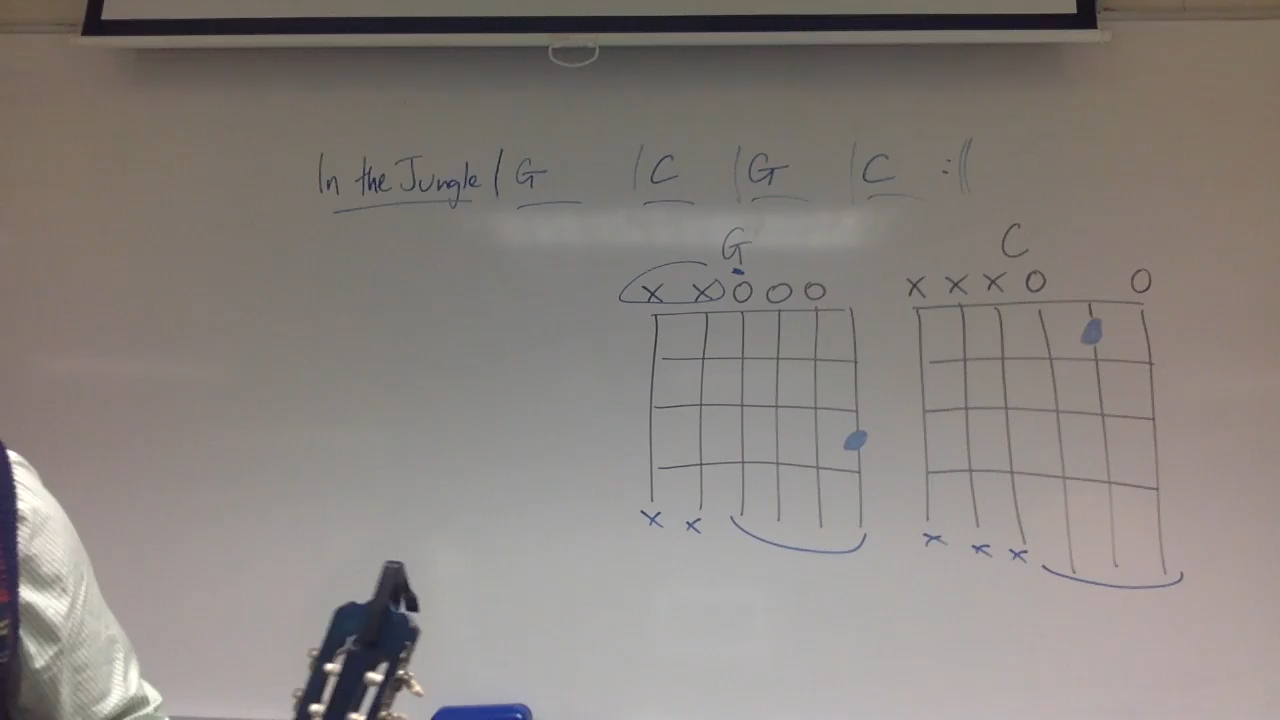 In the Jungle | G | C | G | C :||
G C
x x o o o x x x o o
x x x x x